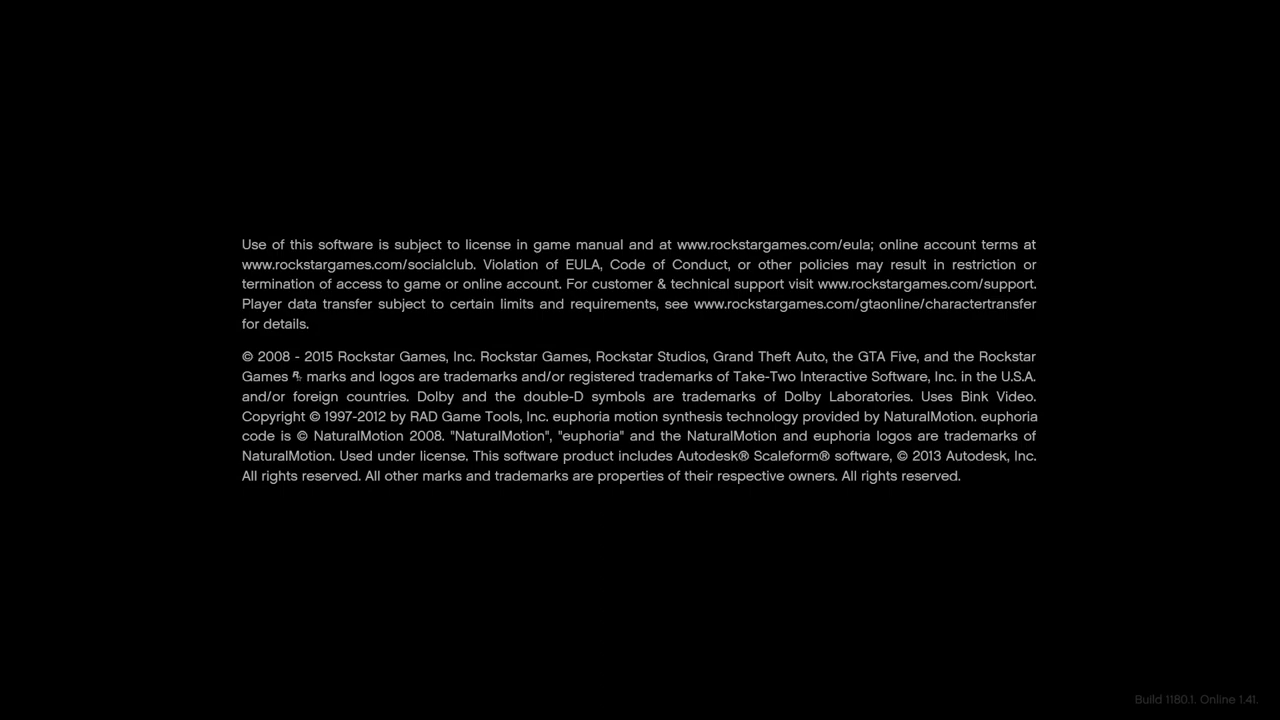 Use of this software is subject to license in game manual and at www.rockstargames.com/eula; online account terms at
www.rockstargames.com/socialclub. Violation of EULA, Code of Conduct, or other policies may result in restriction or
termination of access to game or online account. For customer & technical support visit www.rockstargames.com/support.
Player data transfer subject to certain limits and requirements, see www.rockstargames.com/gtaonline/charactertransfer
for details.
© 2008 - 2015 Rockstar Games, Inc. Rockstar Games, Rockstar Studios, Grand Theft Auto, the GTA Five, and the Rockstar
Games R* marks and logos are trademarks and/or registered trademarks of Take-Two Interactive Software, Inc. in the U.S.A.
and/or foreign countries. Dolby and the double-D symbols are trademarks of Dolby Laboratories. Uses Bink Video.
Copyright © 1997-2012 by RAD Game Tools, Inc. euphoria motion synthesis technology provided by NaturalMotion. euphoria
code is © NaturalMotion 2008. "NaturalMotion", "euphoria" and the NaturalMotion and euphoria logos are trademarks of
NaturalMotion. Used under license. This software product includes Autodesk® Scaleform® software, © 2013 Autodesk, Inc.
All rights reserved. All other marks and trademarks are properties of their respective owners. All rights reserved.
Build 1180.1. Online 1.41.